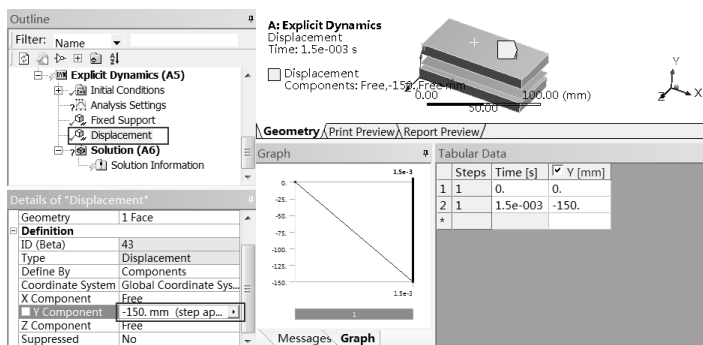 Outline
Filter: Name
Explicit Dynamics (A5)
Initial Conditions
Analysis Settings
Fixed Support
Displacement
Solution (A6)
Solution Information
Details of "Displacement"
Geometry 1 Face
Definition
ID (Beta) 43
Type Displacement
Define By Components
Coordinate System Global Coordinate Sys...
X Component Free
Y Component -150. mm (step ap...
Z Component Free
Suppressed No
A: Explicit Dynamics
Displacement
Time: 1.5e-003 s
Displacement
Components: Free,-150.,Free mm
0.00 100.00 (mm)
50.00
Y
X
Z
Geometry Print Preview Report Preview
Graph
1.5e-3
0.
-25.
-50.
-75.
-100.
-125.
-150.
1.5e-3
1
Messages Graph
Tabular Data
Steps Time [s] Y [mm]
1 1 0. 0.
2 1 1.5e-003 -150.
*